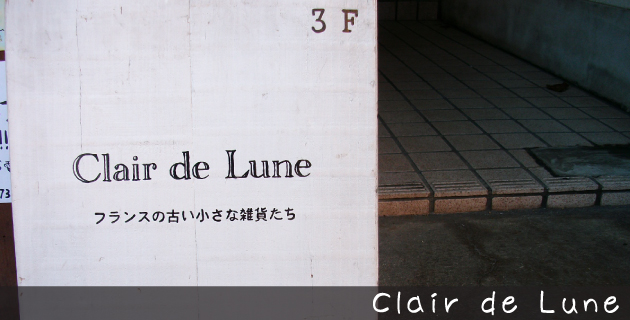 3F
Clair de Lune
フランスの古い小さな雑貨たち
!!
73
Clair de Lune